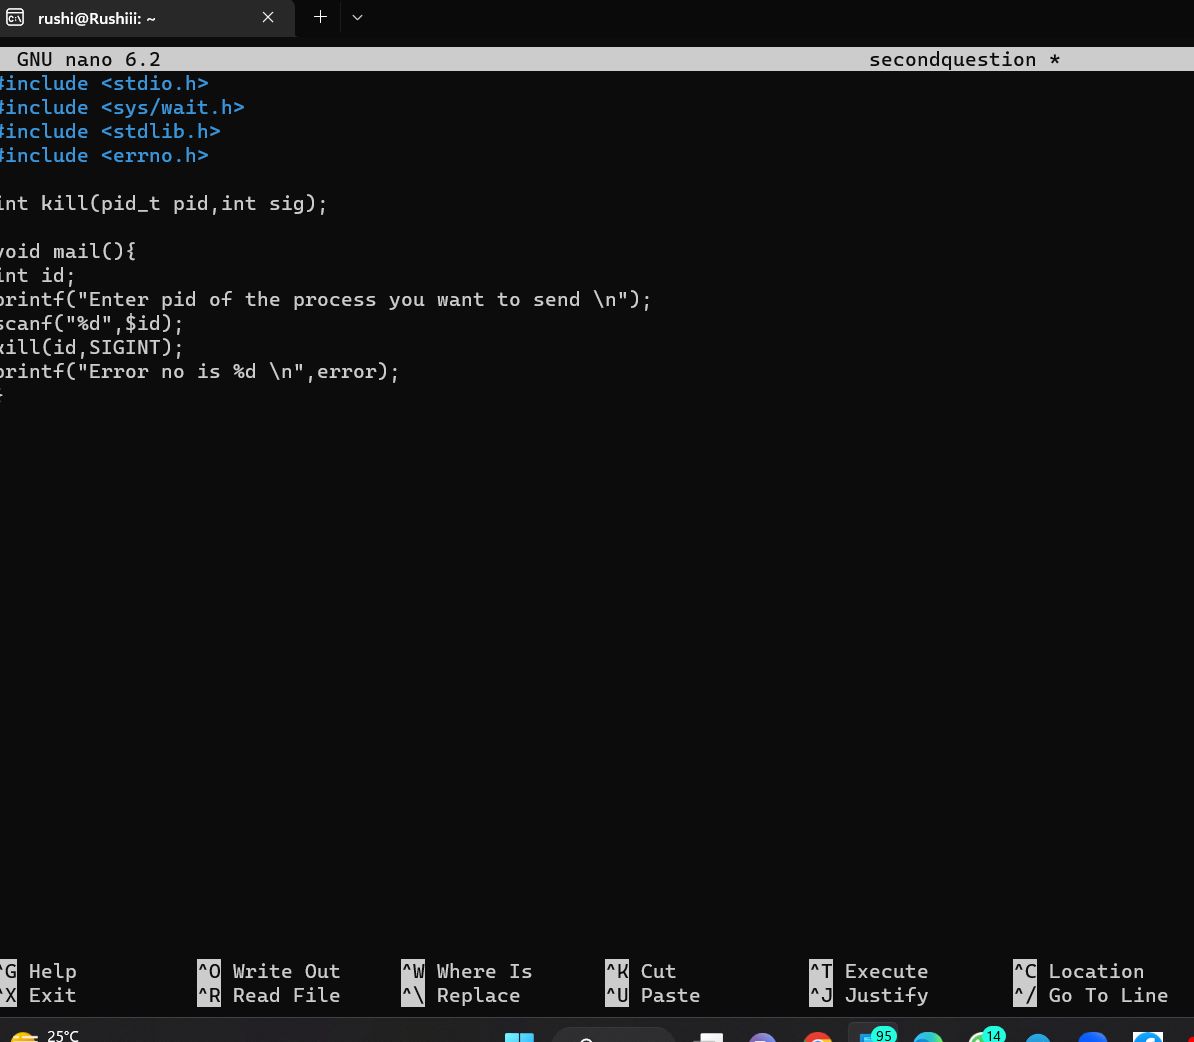 rushi@Rushiii: ~
GNU nano 6.2 secondquestion *
#include <stdio.h>
#include <sys/wait.h>
#include <stdlib.h>
#include <errno.h>
int kill(pid_t pid,int sig);
void mail(){
int id;
printf("Enter pid of the process you want to send \n");
scanf("%d",$id);
kill(id,SIGINT);
printf("Error no is %d \n",error);
}
^G Help ^O Write Out ^W Where Is ^K Cut ^T Execute ^C Location
^X Exit ^R Read File ^\ Replace ^U Paste ^J Justify ^/ Go To Line
25°C 95 14